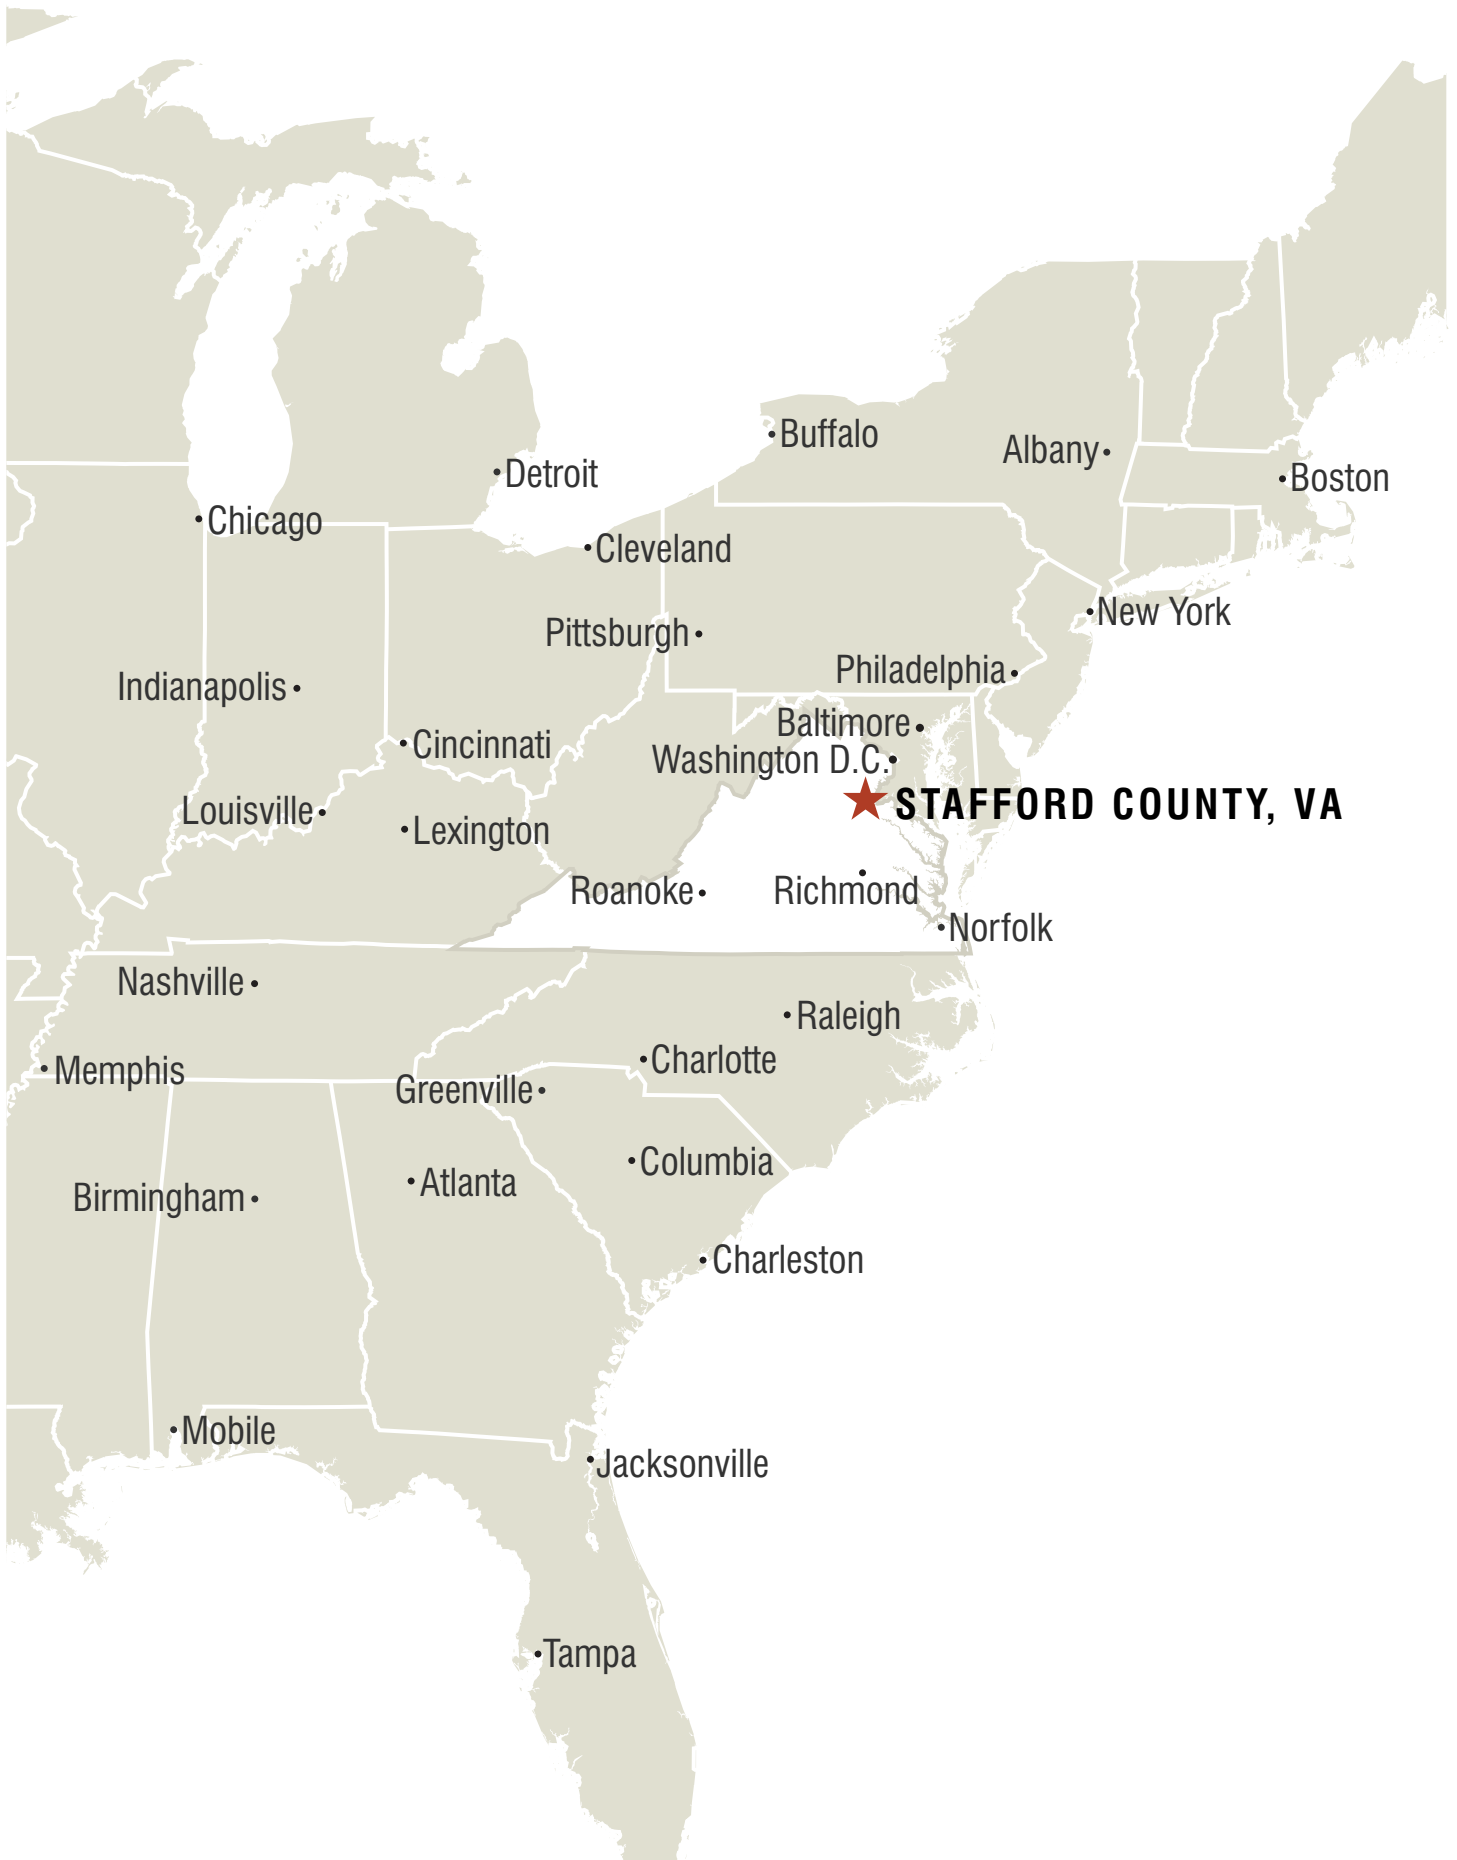 Buffalo
Albany
Detroit
Boston
Chicago
Cleveland
New York
Pittsburgh
Philadelphia
Indianapolis
Baltimore
Cincinnati
Washington D.C.
STAFFORD COUNTY, VA
Louisville
Lexington
Roanoke
Richmond
Norfolk
Nashville
Raleigh
Charlotte
Memphis
Greenville
Columbia
Atlanta
Birmingham
Charleston
Mobile
Jacksonville
Tampa